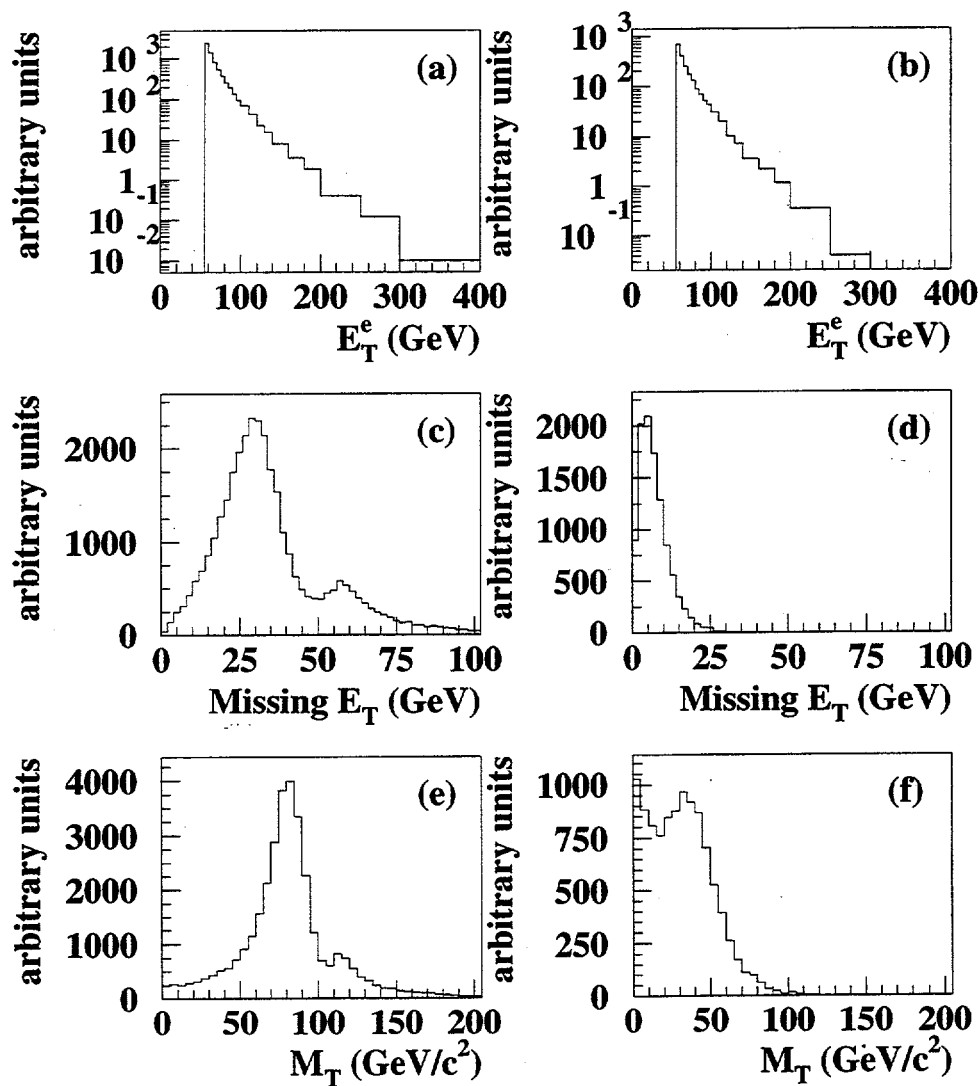 arbitrary units
10 3
10 2
10
1
10 -1
10 -2
(a)
0 100 200 300 400
E_T^e (GeV)
arbitrary units
10 3
10 2
10
1
10 -1
(b)
0 100 200 300 400
E_T^e (GeV)
arbitrary units
2000
1000
0
(c)
0 25 50 75 100
Missing E_T (GeV)
arbitrary units
2000
1500
1000
500
0
(d)
0 25 50 75 100
Missing E_T (GeV)
arbitrary units
4000
3000
2000
1000
0
(e)
0 50 100 150 200
M_T (GeV/c^2)
arbitrary units
1000
750
500
250
0
(f)
0 50 100 150 200
M_T (GeV/c^2)